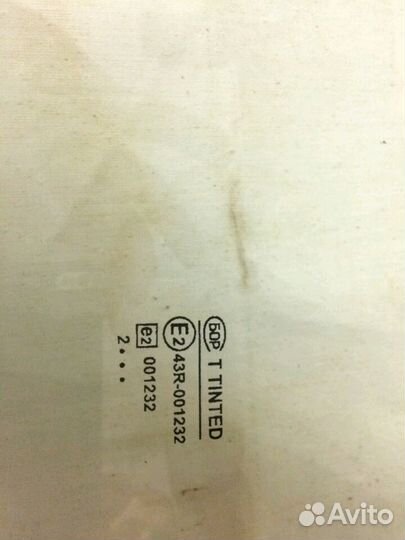 БОР T TINTED
E2 43R-001232
e2 001232
2•••
Avito